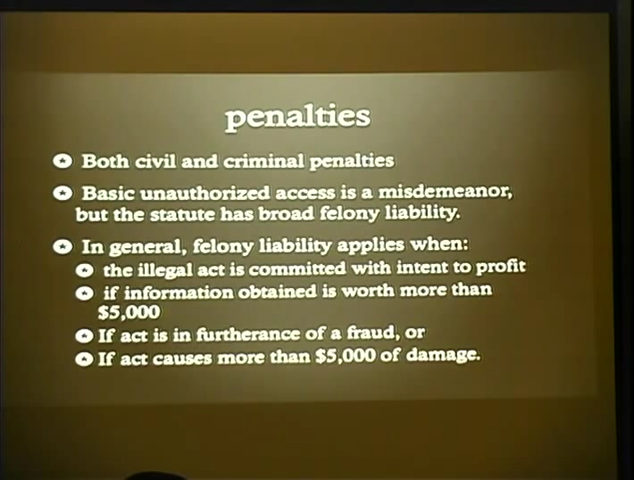 penalties
Both civil and criminal penalties
Basic unauthorized access is a misdemeanor,
but the statute has broad felony liability.
In general, felony liability applies when:
the illegal act is committed with intent to profit
if information obtained is worth more than
$5,000
If act is in furtherance of a fraud, or
If act causes more than $5,000 of damage.